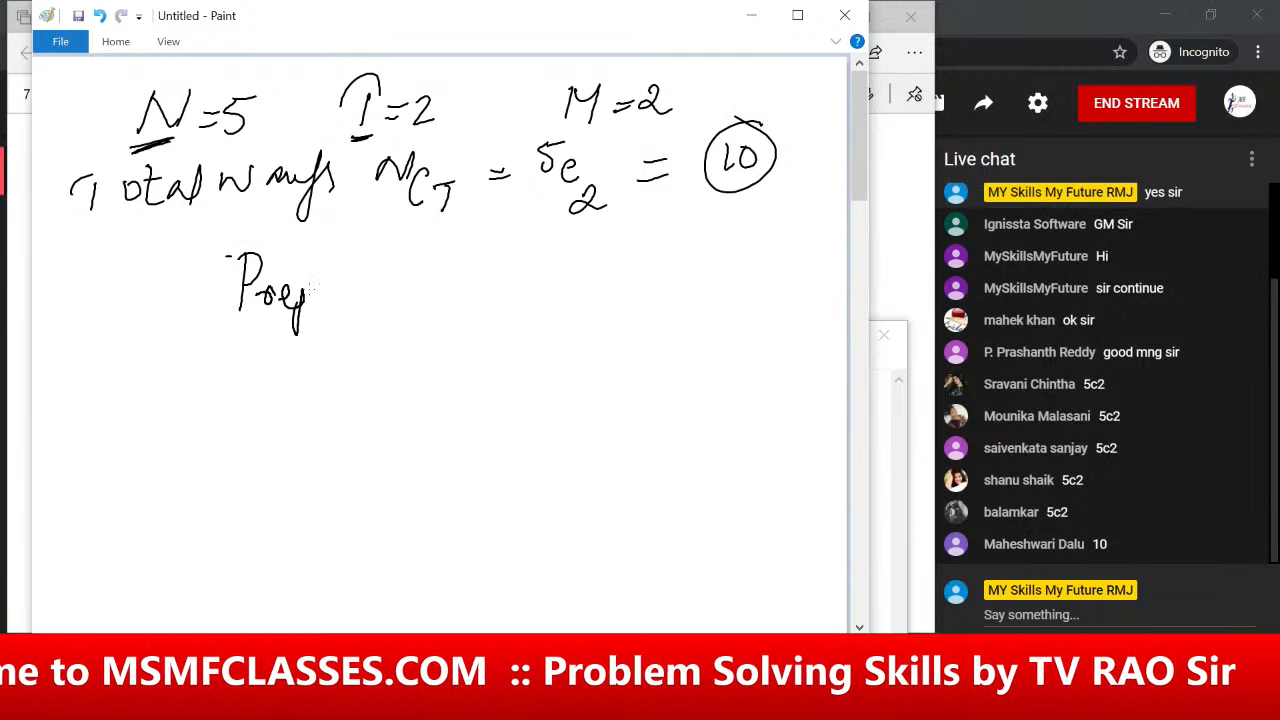 Untitled - Paint
File Home View
N=5 T=2 M=2
Total ways NCT = 5c2 = 10
Incognito
END STREAM
Live chat
MY Skills My Future RMJ yes sir
Ignissta Software GM Sir
MySkillsMyFuture Hi
MySkillsMyFuture sir continue
mahek khan ok sir
P. Prashanth Reddy good mng sir
Sravani Chintha 5c2
Mounika Malasani 5c2
saivenkata sanjay 5c2
shanu shaik 5c2
balamkar 5c2
Maheshwari Dalu 10
MY Skills My Future RMJ
Say something...
me to MSMFCLASSES.COM :: Problem Solving Skills by TV RAO Sir